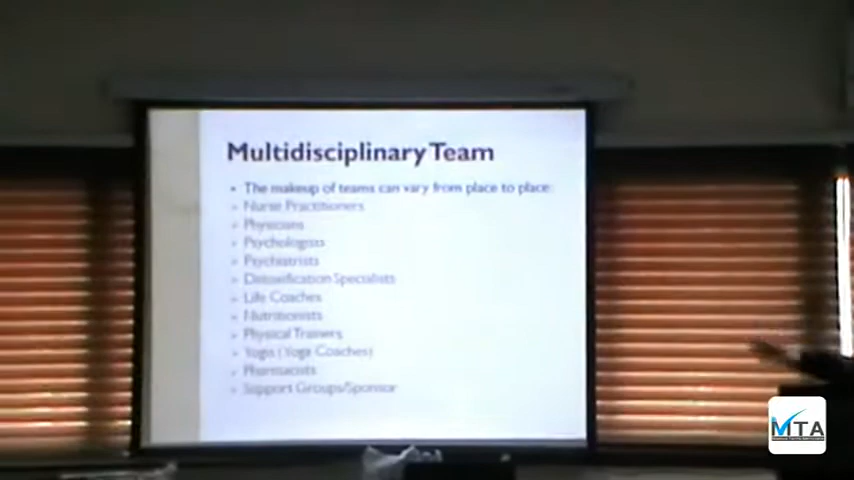 Multidisciplinary Team
• The makeup of teams can vary from place to place:
Nurse Practitioners
Physicians
Psychologists
Psychiatrists
Detoxification Specialists
Life Coaches
Nutritionists
Physical Trainers
Yogis (Yoga Coaches)
Pharmacists
Support Groups/Sponsor
MTA